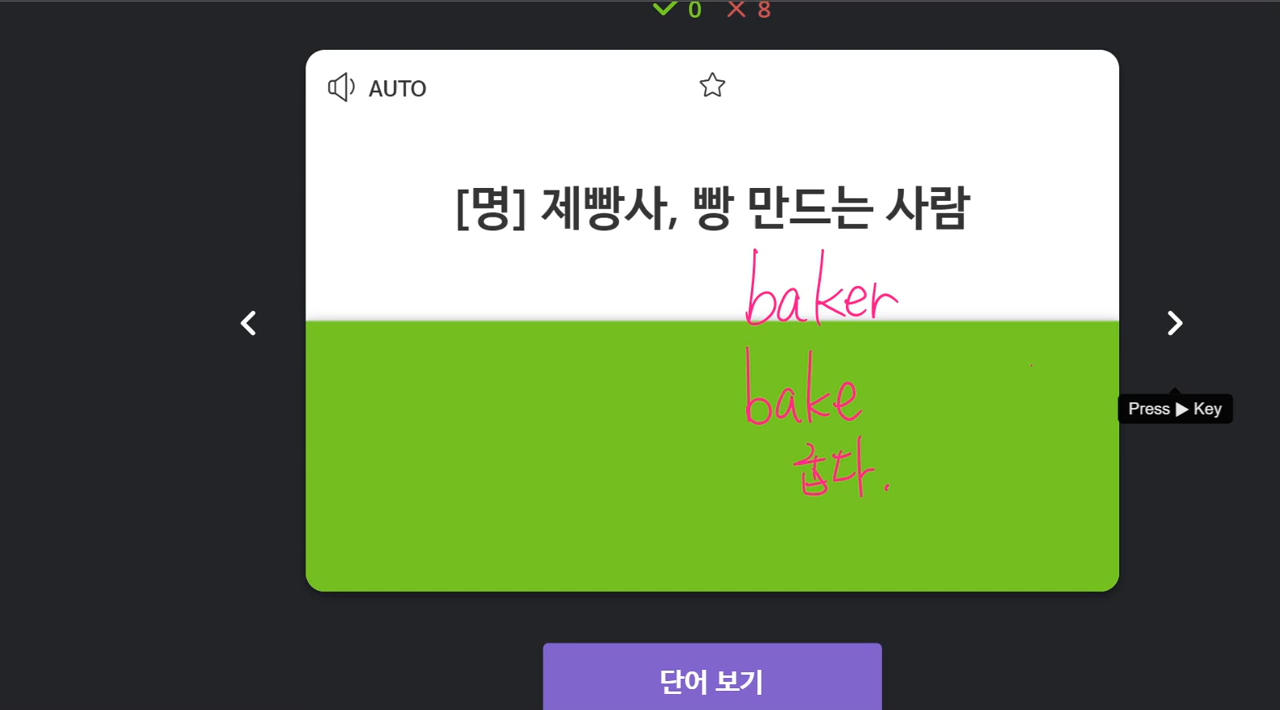 0 8
AUTO
[명] 제빵사, 빵 만드는 사람
baker
bake
굽다.
Press ▶ Key
단어 보기